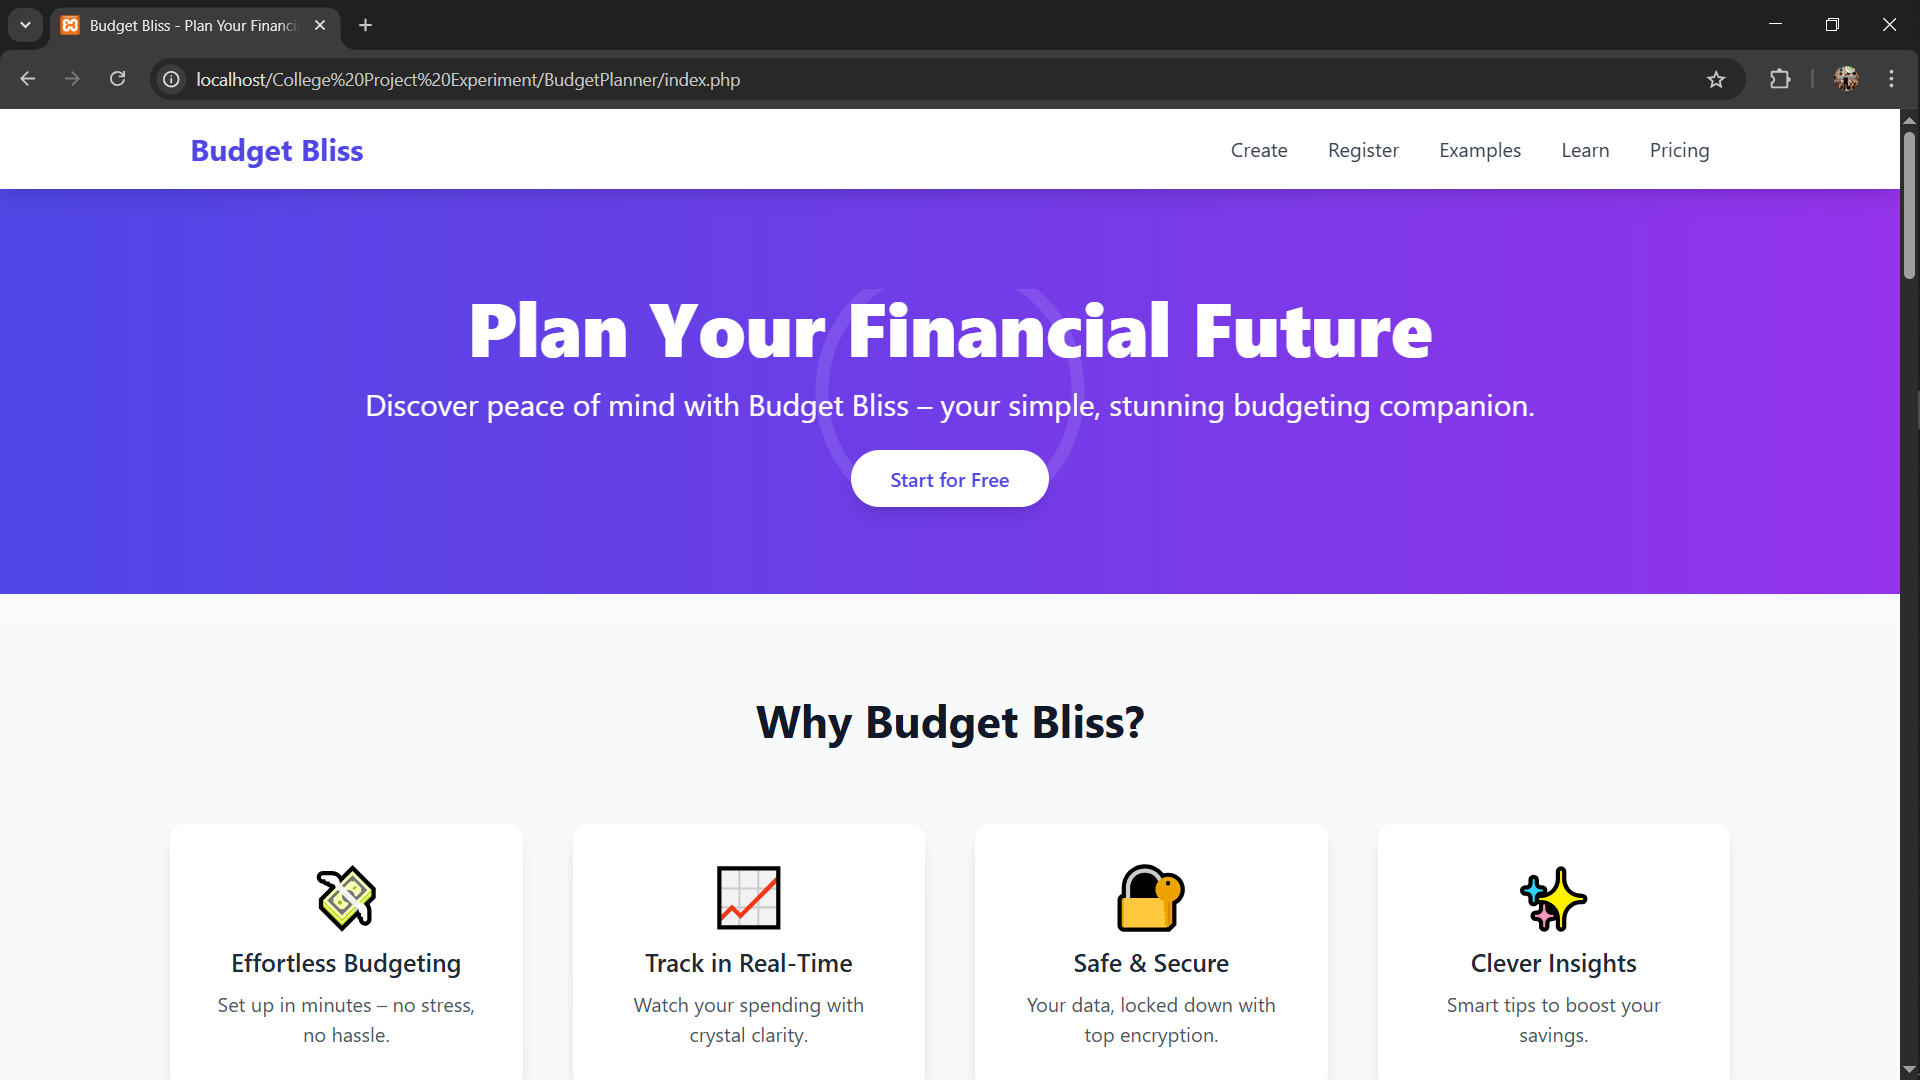 Budget Bliss - Plan Your Financi
localhost/College%20Project%20Experiment/BudgetPlanner/index.php
Budget Bliss
Create Register Examples Learn Pricing
Plan Your Financial Future
Discover peace of mind with Budget Bliss – your simple, stunning budgeting companion.
Start for Free
Why Budget Bliss?
Effortless Budgeting
Set up in minutes – no stress,
no hassle.
Track in Real-Time
Watch your spending with
crystal clarity.
Safe & Secure
Your data, locked down with
top encryption.
Clever Insights
Smart tips to boost your
savings.